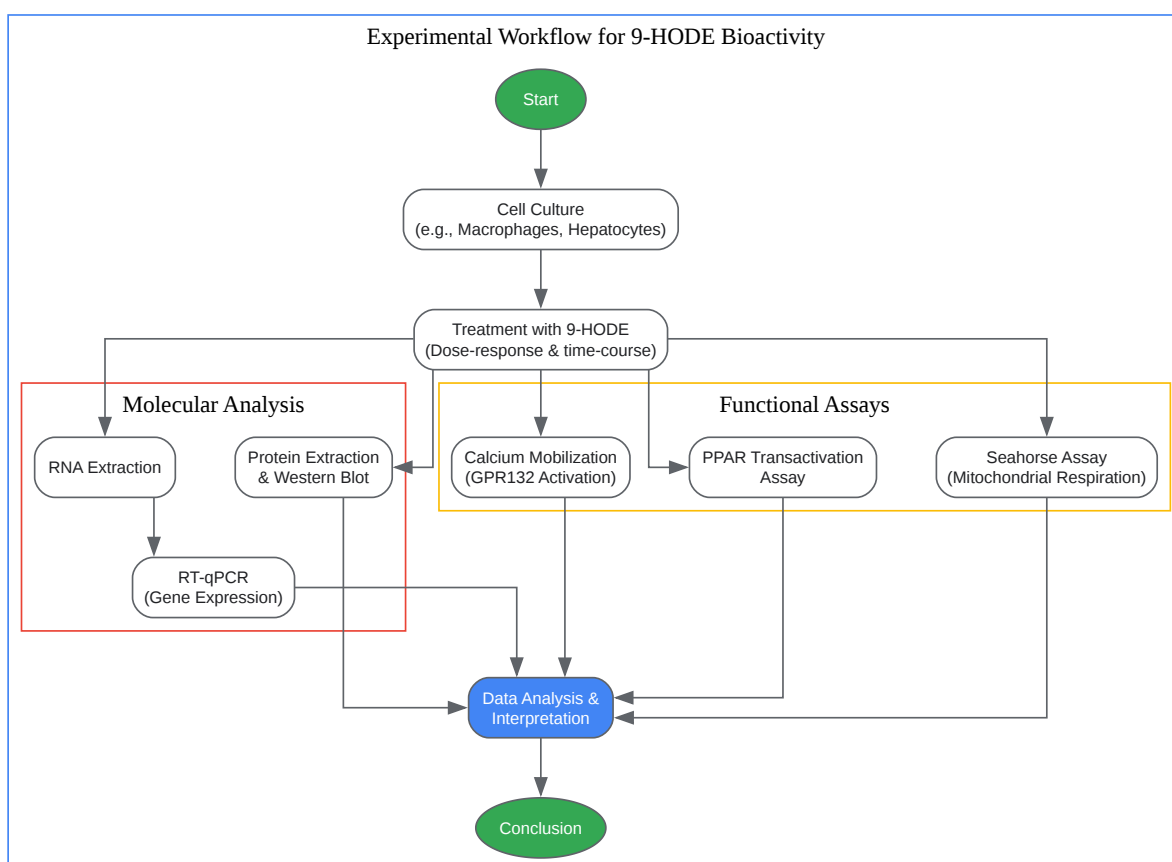 Experimental Workflow for 9-HODE Bioactivity
Start
Cell Culture
(e.g., Macrophages, Hepatocytes)
Treatment with 9-HODE
(Dose-response & time-course)
Molecular Analysis
RNA Extraction
Protein Extraction
& Western Blot
RT-qPCR
(Gene Expression)
Functional Assays
Calcium Mobilization
(GPR132 Activation)
PPAR Transactivation
Assay
Seahorse Assay
(Mitochondrial Respiration)
Data Analysis &
Interpretation
Conclusion